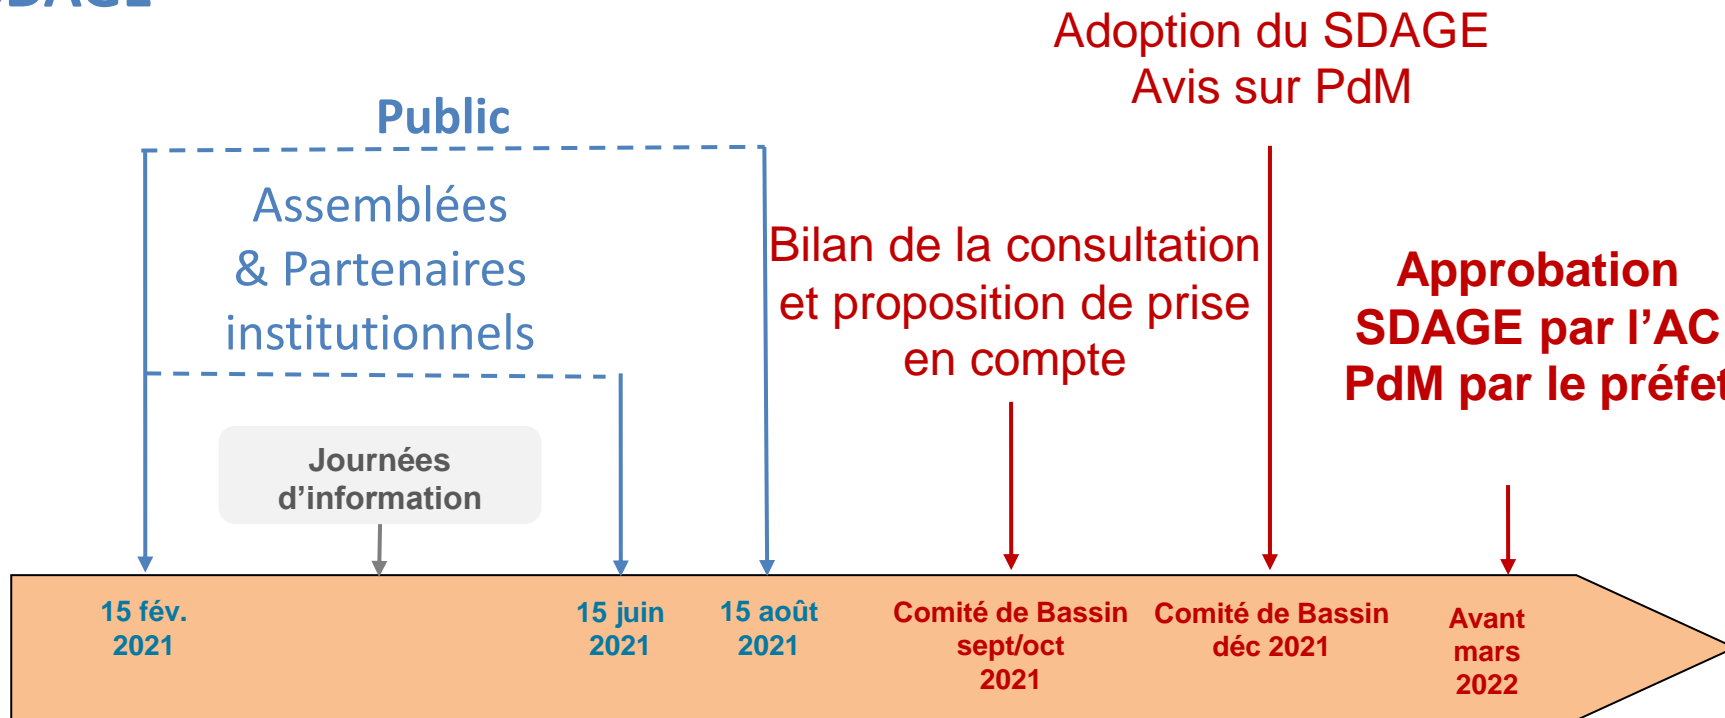 SDAGE
Adoption du SDAGE
Avis sur PdM
Public
Assemblées
& Partenaires
institutionnels
Bilan de la consultation
et proposition de prise
en compte
Approbation
SDAGE par l’AC
PdM par le préfet
Journées
d’information
15 fév.
2021
15 juin
2021
15 août
2021
Comité de Bassin
sept/oct
2021
Comité de Bassin
déc 2021
Avant
mars
2022